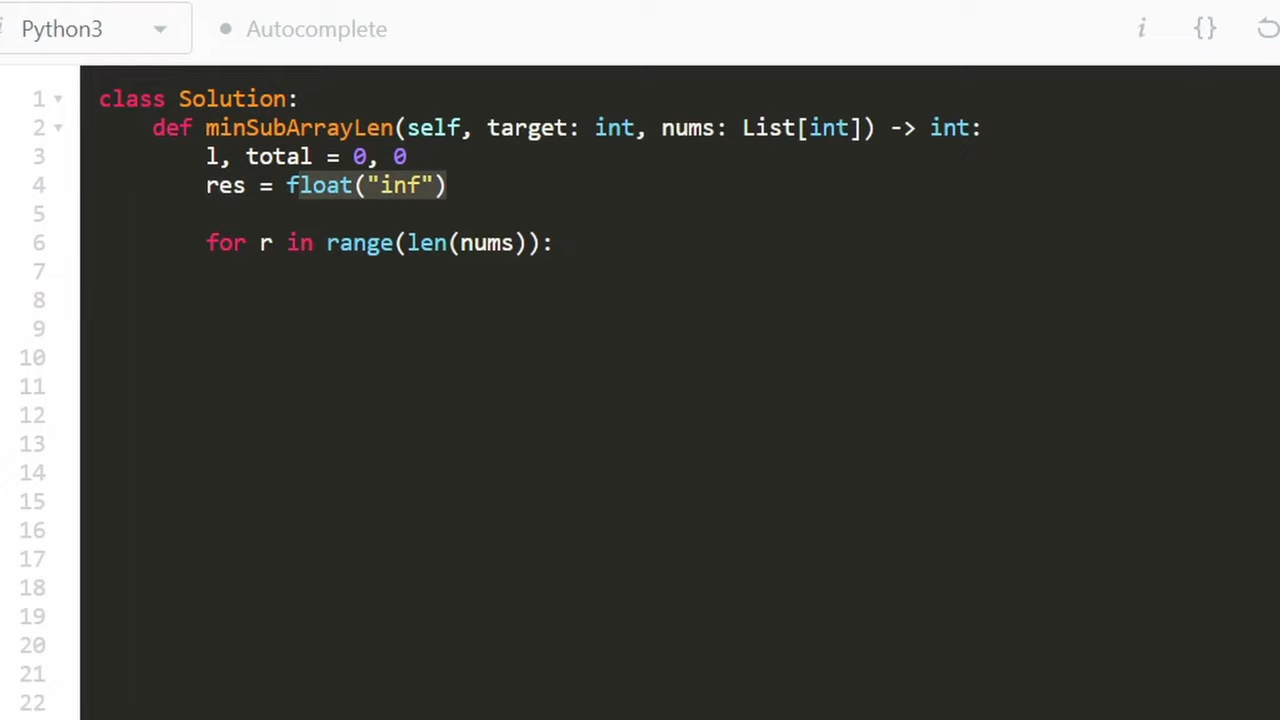 Python3 Autocomplete i {}
1 class Solution:
2 def minSubArrayLen(self, target: int, nums: List[int]) -> int:
3 l, total = 0, 0
4 res = float("inf")
5
6 for r in range(len(nums)):
7
8
9
10
11
12
13
14
15
16
17
18
19
20
21
22